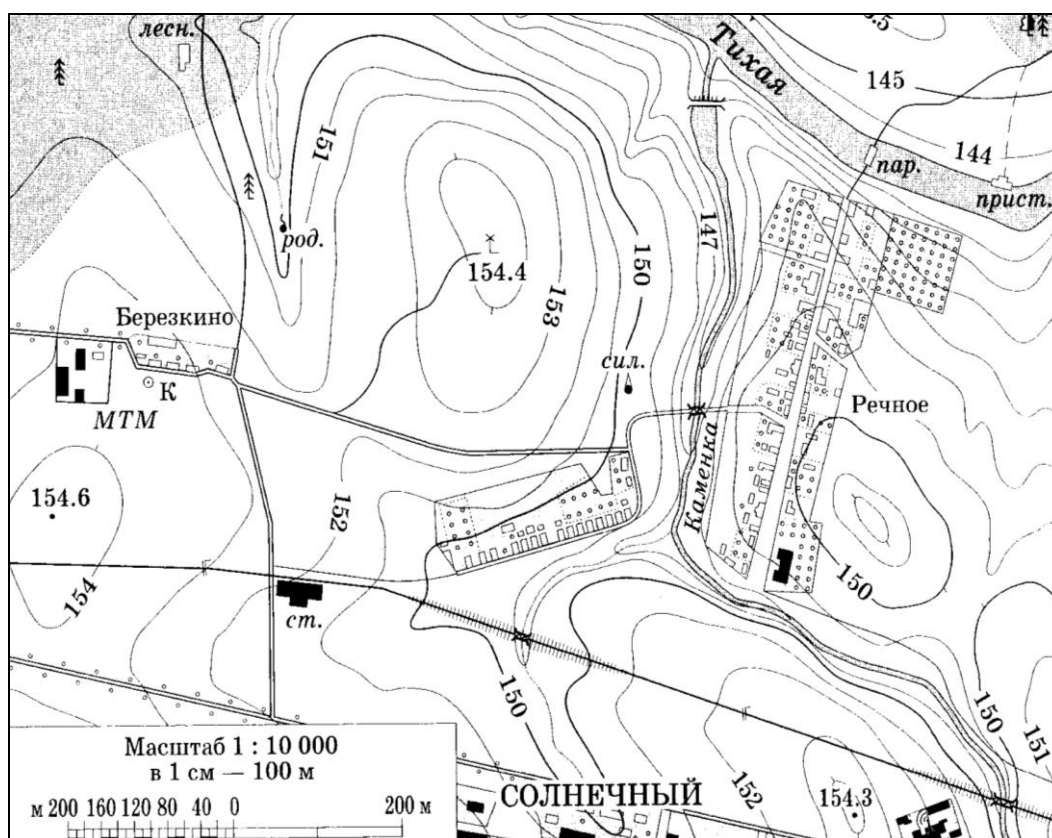 лесн.
Тихая
145
151
144
пар.
прист.
род.
147
154.4
150
153
Березкино
сил.
К
МТМ
Речное
Каменка
154.6
152
150
154
ст.
150
150
151
Масштаб 1 : 10 000
в 1 см — 100 м
СОЛНЕЧНЫЙ
152
154.3
м 200 160 120 80 40 0 200 м